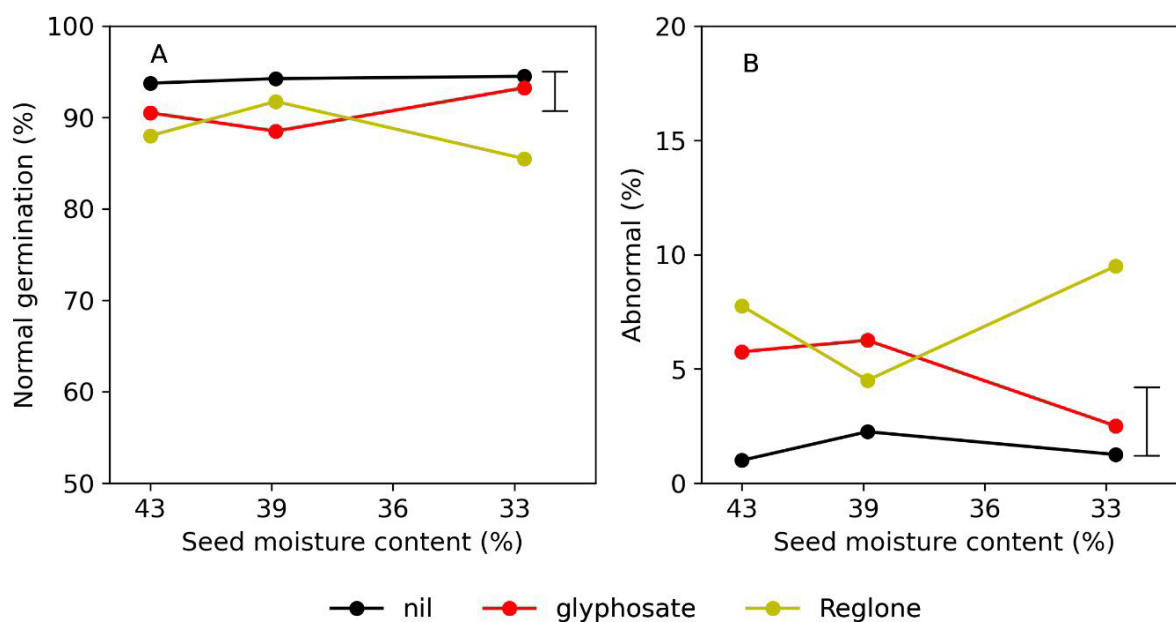 A
Normal germination (%)
100
90
80
70
60
50
43 39 36 33
Seed moisture content (%)
B
Abnormal (%)
20
15
10
5
0
43 39 36 33
Seed moisture content (%)
nil glyphosate Reglone